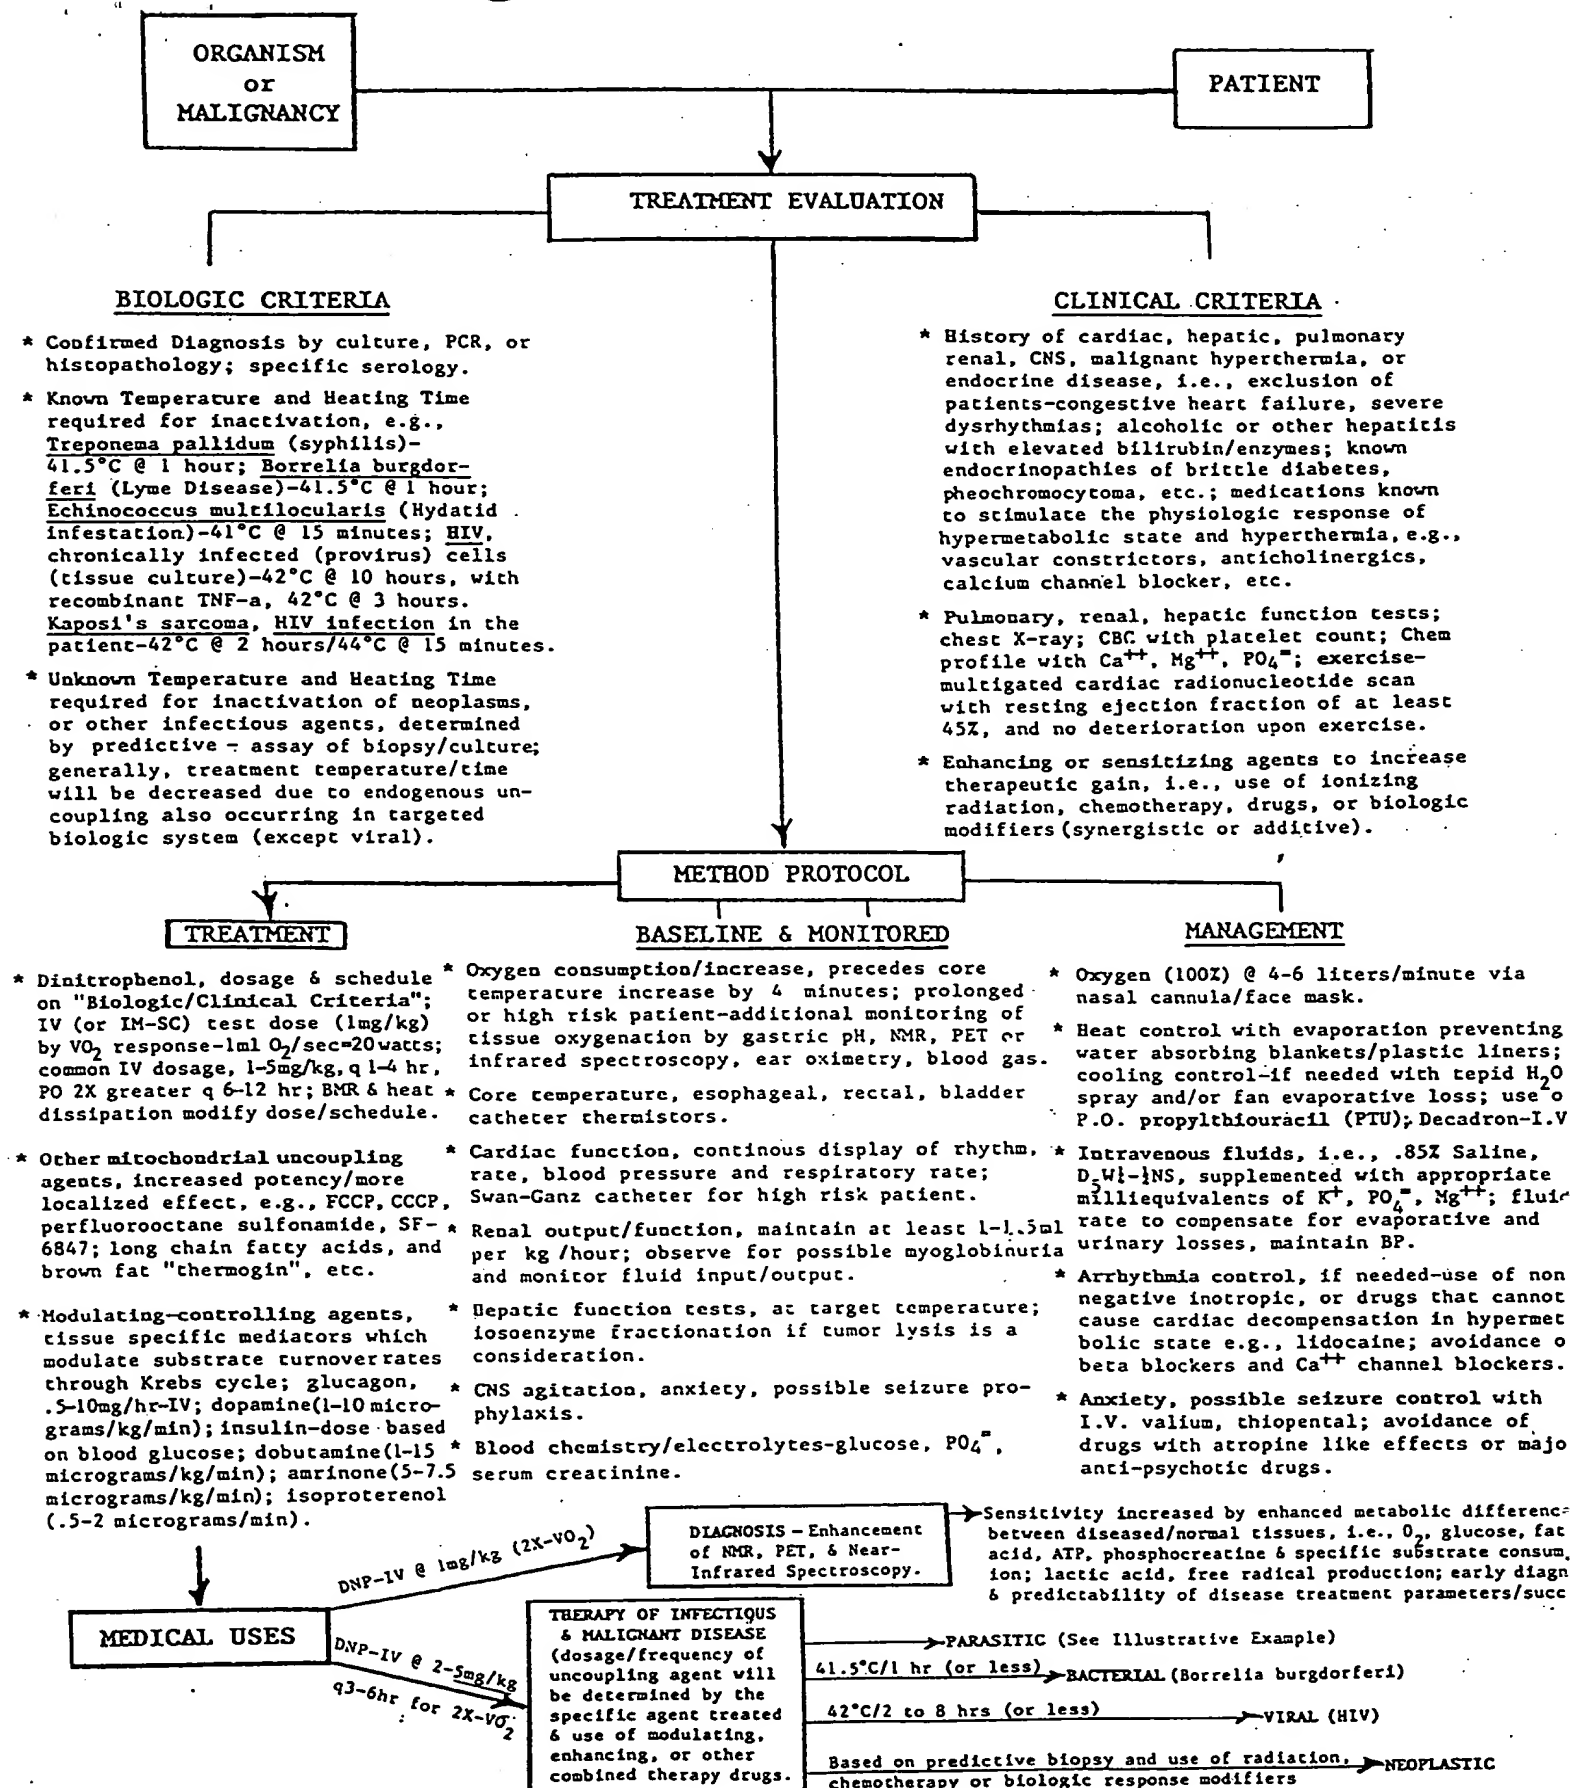 ORGANISM
or
MALIGNANCY
PATIENT
TREATMENT EVALUATION
BIOLOGIC CRITERIA
* Confirmed Diagnosis by culture, PCR, or
histopathology; specific serology.
* Known Temperature and Heating Time
required for inactivation, e.g.,
Treponema pallidum (syphilis)-
41.5°C @ 1 hour; Borrelia burgdor-
feri (Lyme Disease)-41.5°C @ 1 hour;
Echinococcus multilocularis (Hydatid
infestation)-41°C @ 15 minutes; HIV,
chronically infected (provirus) cells
(tissue culture)-42°C @ 10 hours, with
recombinant TNF-a, 42°C @ 3 hours.
Kaposi's sarcoma, HIV infection in the
patient-42°C @ 2 hours/44°C @ 15 minutes.
* Unknown Temperature and Heating Time
required for inactivation of neoplasms,
or other infectious agents, determined
by predictive - assay of biopsy/culture;
generally, treatment temperature/time
will be decreased due to endogenous un-
coupling also occurring in targeted
biologic system (except viral).
CLINICAL CRITERIA
* History of cardiac, hepatic, pulmonary
renal, CNS, malignant hyperthermia, or
endocrine disease, i.e., exclusion of
patients-congestive heart failure, severe
dysrhythmias; alcoholic or other hepatitis
with elevated bilirubin/enzymes; known
endocrinopathies of brittle diabetes,
pheochromocytoma, etc.; medications known
to stimulate the physiologic response of
hypermetabolic state and hyperthermia, e.g.,
vascular constrictors, anticholinergics,
calcium channel blocker, etc.
* Pulmonary, renal, hepatic function tests;
chest X-ray; CBC with platelet count; Chem
profile with Ca⁺⁺, Mg⁺⁺, PO₄⁼; exercise-
multigated cardiac radionucleotide scan
with resting ejection fraction of at least
45%, and no deterioration upon exercise.
* Enhancing or sensitizing agents to increase
therapeutic gain, i.e., use of ionizing
radiation, chemotherapy, drugs, or biologic
modifiers (synergistic or additive).
METHOD PROTOCOL
TREATMENT
* Dinitrophenol, dosage & schedule
on "Biologic/Clinical Criteria";
IV (or IM-SC) test dose (1mg/kg)
by VO₂ response-1ml O₂/sec=20watts;
common IV dosage, 1-5mg/kg, q 1-4 hr,
PO 2X greater q 6-12 hr; BMR & heat
dissipation modify dose/schedule.
* Other mitochondrial uncoupling
agents, increased potency/more
localized effect, e.g., FCCP, CCCP,
perfluorooctane sulfonamide, SF-
6847; long chain fatty acids, and
brown fat "thermogin", etc.
* Modulating-controlling agents,
tissue specific mediators which
modulate substrate turnover rates
through Krebs cycle; glucagon,
.5-10mg/hr-IV; dopamine(1-10 micro-
grams/kg/min); insulin-dose based
on blood glucose; dobutamine(1-15
micrograms/kg/min); amrinone(5-7.5
micrograms/kg/min); isoproterenol
(.5-2 micrograms/min).
BASELINE & MONITORED
* Oxygen consumption/increase, precedes core
temperature increase by 4 minutes; prolonged
or high risk patient-additional monitoring of
tissue oxygenation by gastric pH, NMR, PET or
infrared spectroscopy, ear oximetry, blood gas.
* Core temperature, esophageal, rectal, bladder
catheter thermistors.
* Cardiac function, continous display of rhythm,
rate, blood pressure and respiratory rate;
Swan-Ganz catheter for high risk patient.
* Renal output/function, maintain at least 1-1.5ml
per kg/hour; observe for possible myoglobinuria
and monitor fluid input/output.
* Hepatic function tests, at target temperature;
iosoenzyme fractionation if tumor lysis is a
consideration.
* CNS agitation, anxiety, possible seizure pro-
phylaxis.
* Blood chemistry/electrolytes-glucose, PO₄⁼,
serum creatinine.
MANAGEMENT
* Oxygen (100%) @ 4-6 liters/minute via
nasal cannula/face mask.
* Heat control with evaporation preventing
water absorbing blankets/plastic liners;
cooling control-if needed with tepid H₂O
spray and/or fan evaporative loss; use o
P.O. propylthiouracil (PTU); Decadron-I.V
* Intravenous fluids, i.e., .85% Saline,
D₅W¼-½NS, supplemented with appropriate
milliequivalents of K⁺, PO₄⁼, Mg⁺⁺; fluid
rate to compensate for evaporative and
urinary losses, maintain BP.
* Arrhythmia control, if needed-use of non
negative inotropic, or drugs that cannot
cause cardiac decompensation in hypermet
bolic state e.g., lidocaine; avoidance o
beta blockers and Ca⁺⁺ channel blockers.
* Anxiety, possible seizure control with
I.V. valium, thiopental; avoidance of
drugs with atropine like effects or majo
anti-psychotic drugs.
MEDICAL USES
DNP-IV @ 1mg/kg (2X-VO₂)
DIAGNOSIS - Enhancement
of NMR, PET, & Near-
Infrared Spectroscopy.
Sensitivity increased by enhanced metabolic differenc
between diseased/normal tissues, i.e., O₂, glucose, fat
acid, ATP, phosphocreatine & specific substrate consum.
ion; lactic acid, free radical production; early diagn
& predictability of disease treatment parameters/succ
DNP-IV @ 2-5mg/kg
q3-6hr for 2X-VO₂
THERAPY OF INFECTIOUS
& MALIGNANT DISEASE
(dosage/frequency of
uncoupling agent will
be determined by the
specific agent treated
& use of modulating,
enhancing, or other
combined therapy drugs.
PARASITIC (See Illustrative Example)
41.5°C/1 hr (or less) BACTERIAL (Borrelia burgdorferi)
42°C/2 to 8 hrs (or less) VIRAL (HIV)
Based on predictive biopsy and use of radiation, NEOPLASTIC
chemotherapy or biologic response modifiers